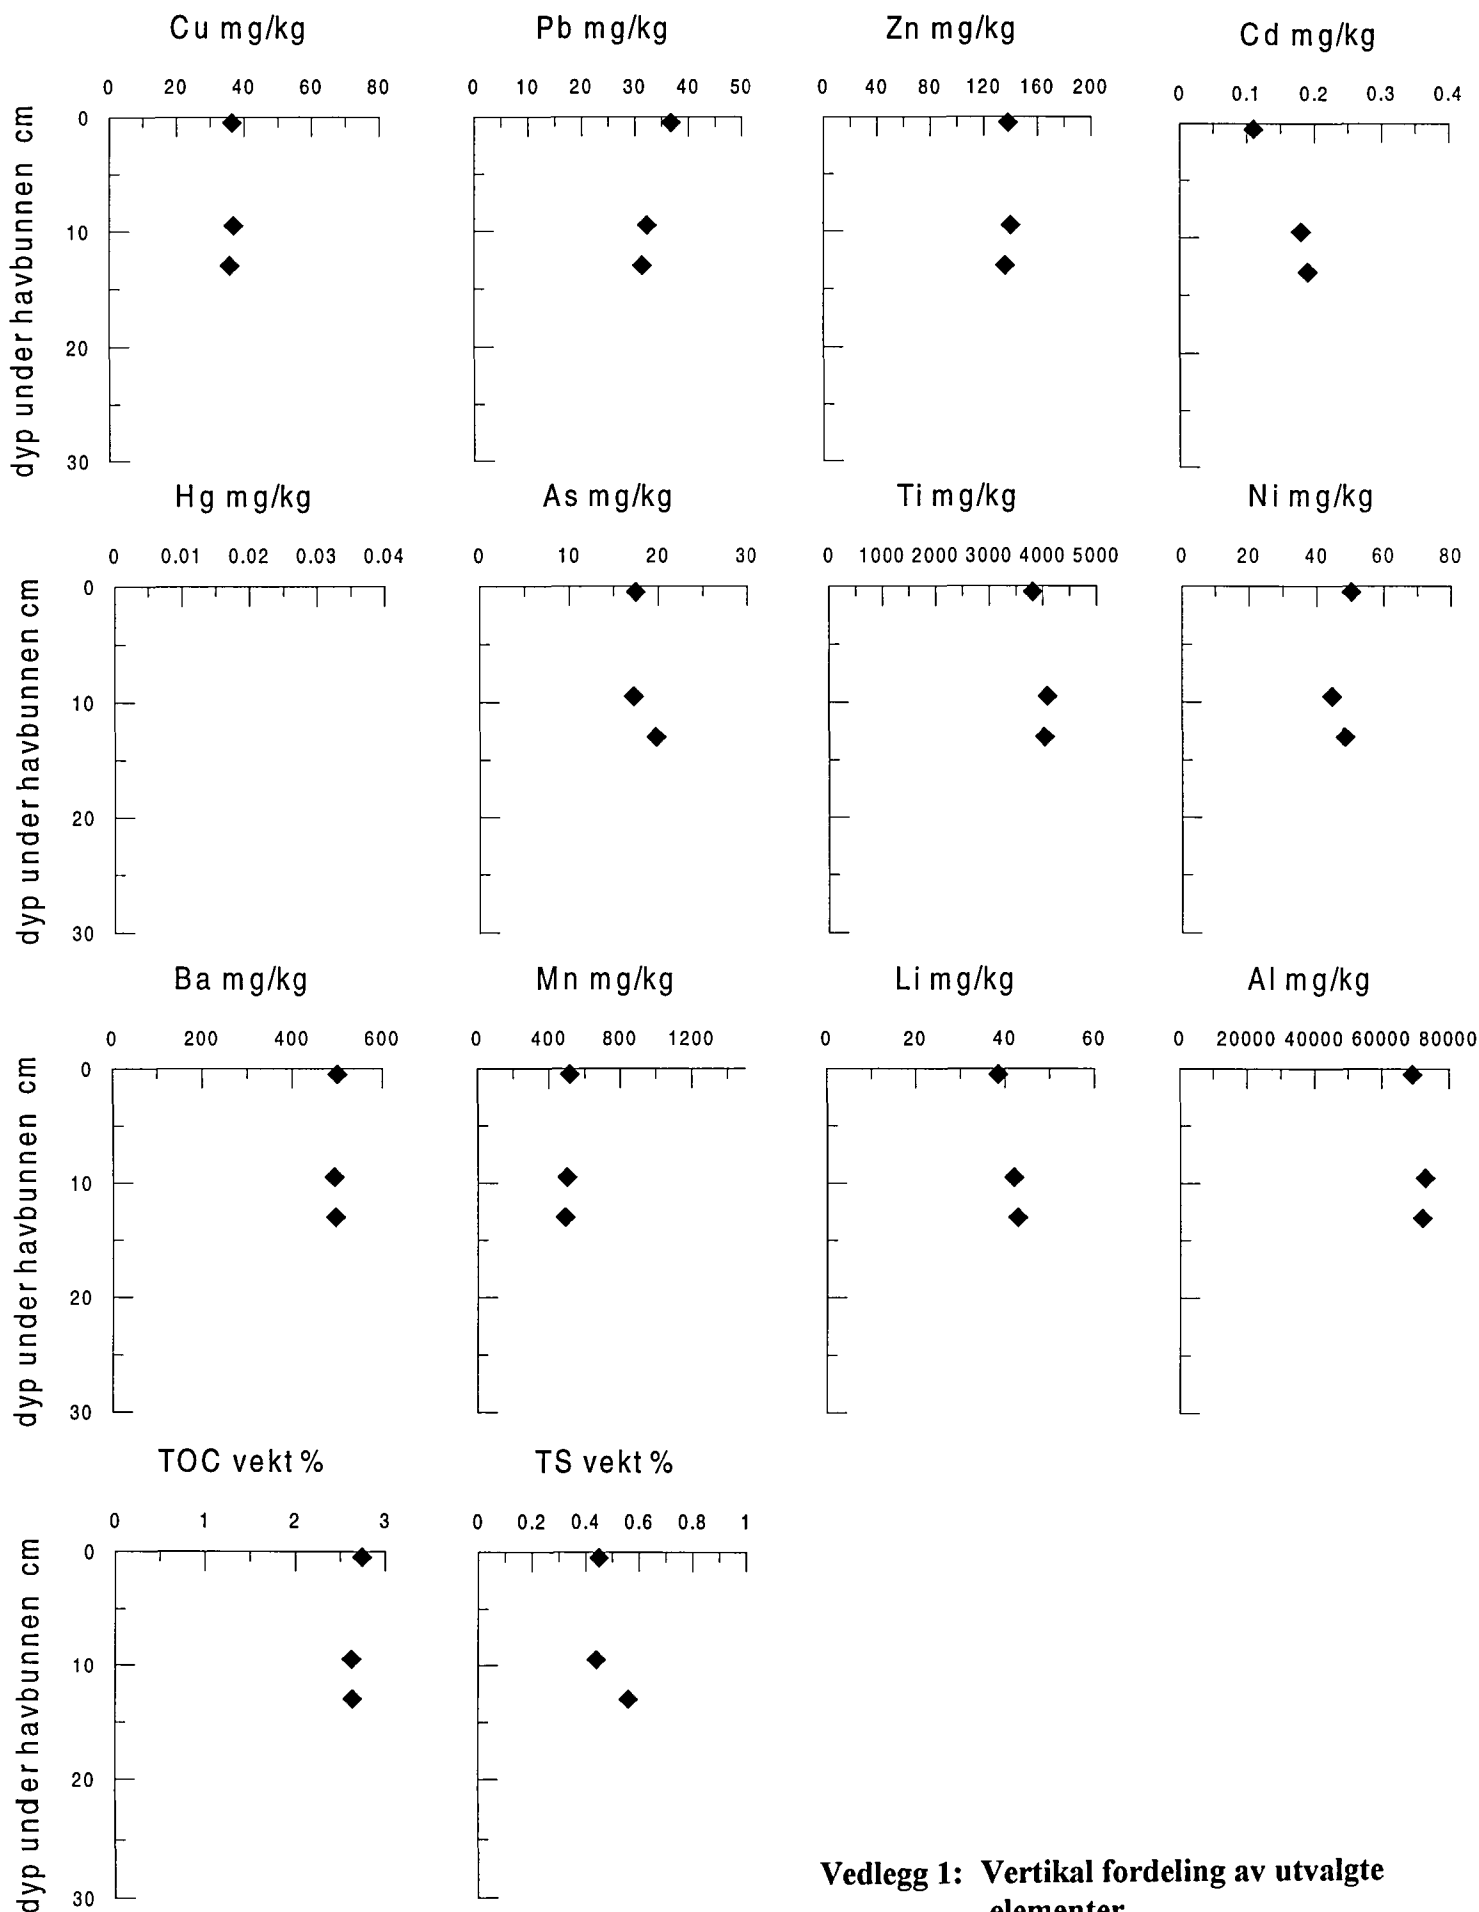 Cu mg/kg Pb mg/kg Zn mg/kg Cd mg/kg
0 20 40 60 80 0 10 20 30 40 50 0 40 80 120 160 200 0 0.1 0.2 0.3 0.4
dyp under havbunnen cm
0
10
20
30
Hg mg/kg As mg/kg Ti mg/kg Ni mg/kg
0 0.01 0.02 0.03 0.04 0 10 20 30 0 1000 2000 3000 4000 5000 0 20 40 60 80
dyp under havbunnen cm
0
10
20
30
Ba mg/kg Mn mg/kg Li mg/kg Al mg/kg
0 200 400 600 0 400 800 1200 0 20 40 60 0 20000 40000 60000 80000
dyp under havbunnen cm
0
10
20
30
TOC vekt % TS vekt %
0 1 2 3 0 0.2 0.4 0.6 0.8 1
dyp under havbunnen cm
0
10
20
30
Vedlegg 1: Vertikal fordeling av utvalgte
elementer